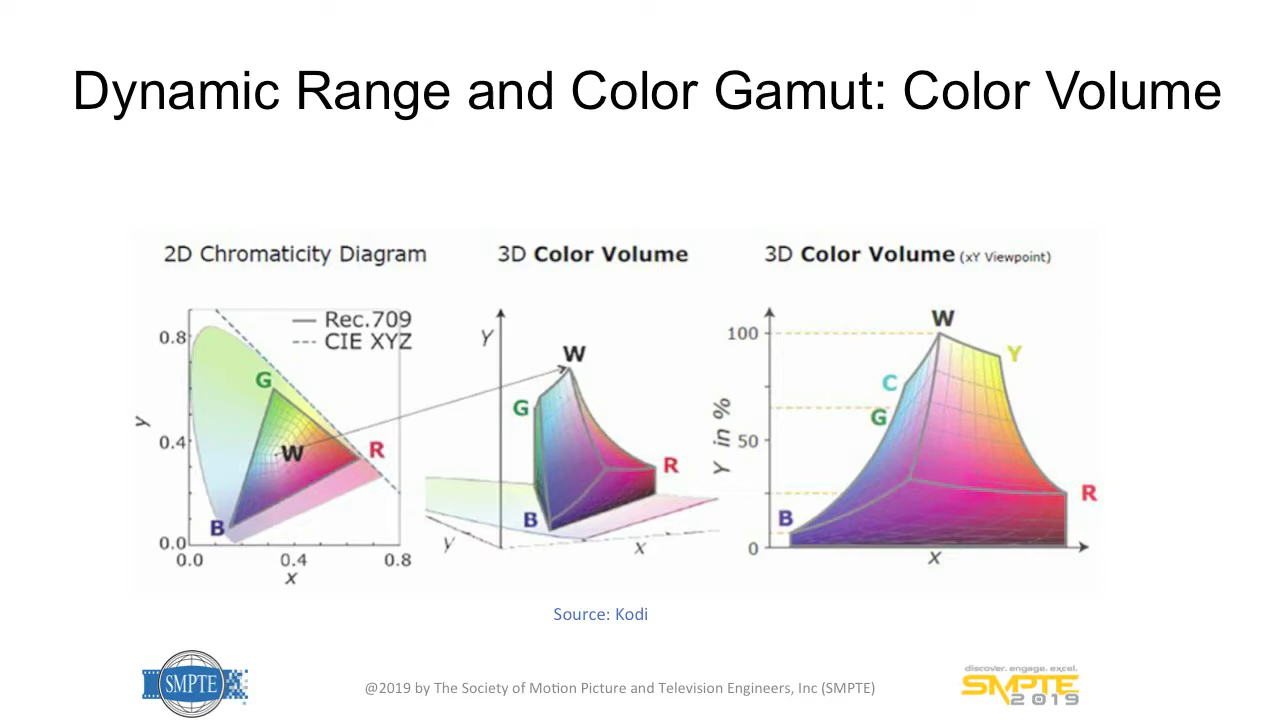 Dynamic Range and Color Gamut: Color Volume
2D Chromaticity Diagram
0.8
0.4
0.0
y
Rec.709
CIE XYZ
G
W
R
B
0.0 0.4 0.8
x
3D Color Volume
Y
W
G
R
B
y
x
3D Color Volume (xY Viewpoint)
100
50
0
Y in %
W
Y
C
G
B
R
x
Source: Kodi
SMPTE
@2019 by The Society of Motion Picture and Television Engineers, Inc (SMPTE)
discover. engage. excel.
SMPTE
2019